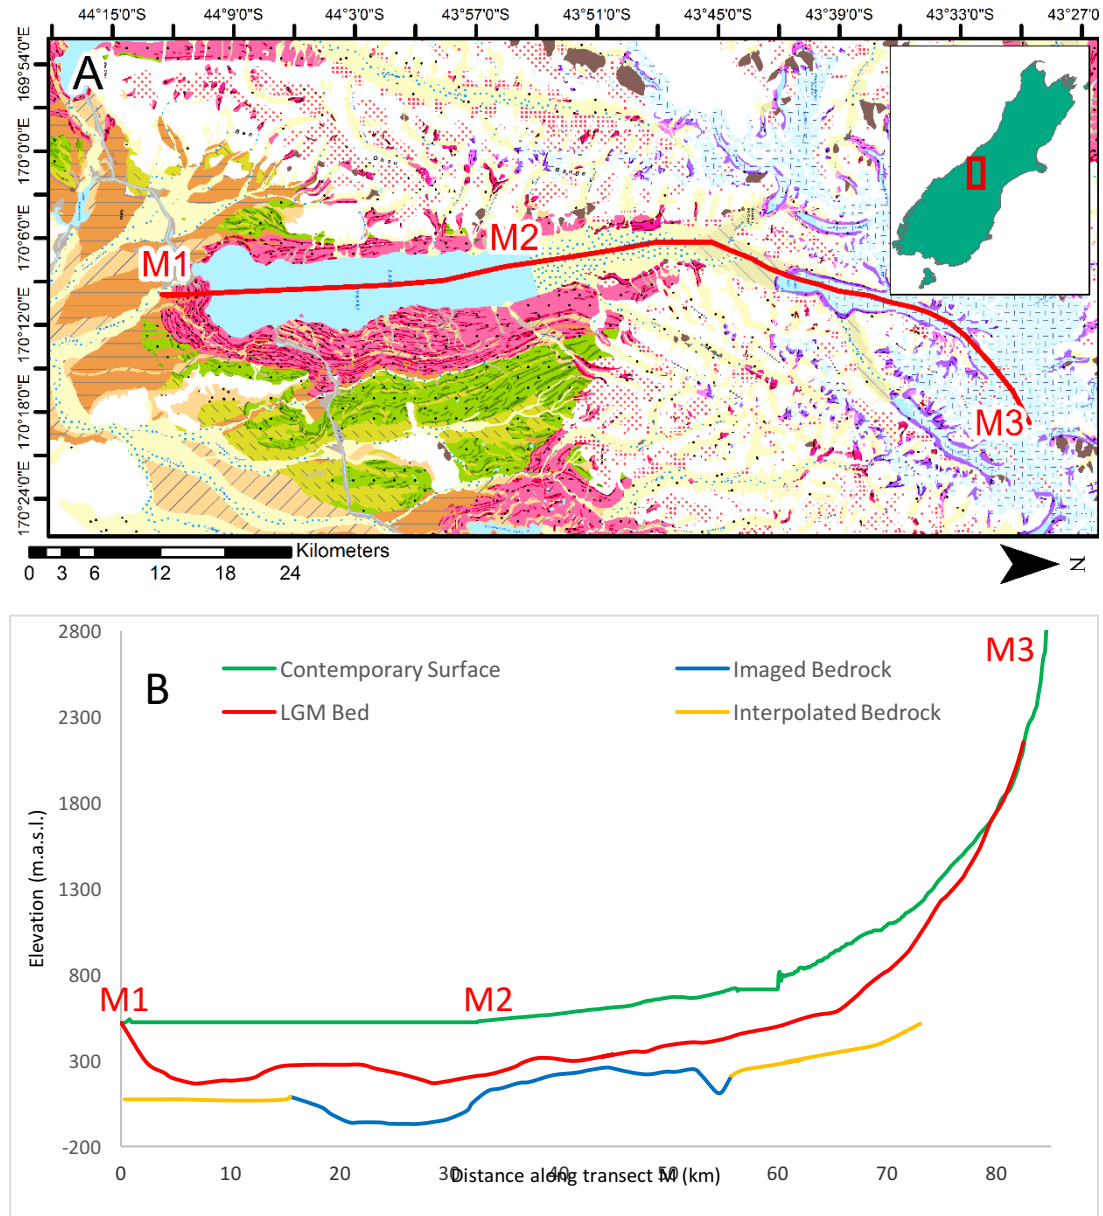 44°15'0"S 44°9'0"S 44°3'0"S 43°57'0"S 43°51'0"S 43°45'0"S 43°39'0"S 43°33'0"S 43°27'0"S
169°54'0"E
170°0'0"E
170°6'0"E
170°12'0"E
170°18'0"E
170°24'0"E
A
M1
M2
M3
Kilometers
0 3 6 12 18 24
N
B
Contemporary Surface
Imaged Bedrock
LGM Bed
Interpolated Bedrock
M1
M2
M3
Elevation (m.a.s.l.)
2800
2300
1800
1300
800
300
-200
0 10 20 30 40 50 60 70 80
Distance along transect M (km)